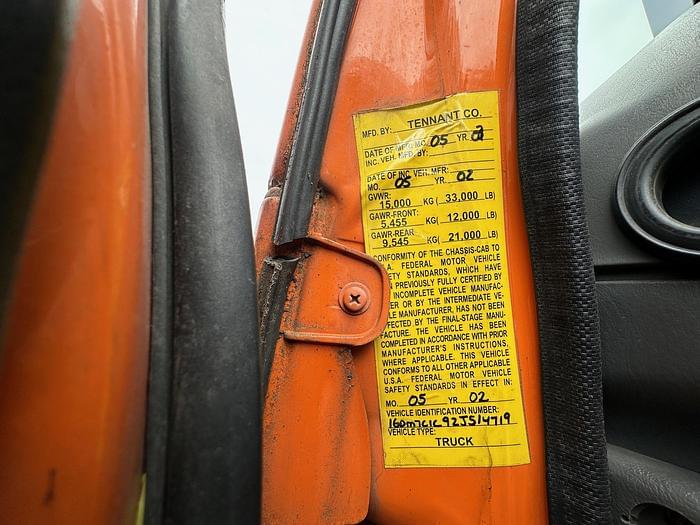 MFD. BY: TENNANT CO.
DATE OF MFG. MO. 05 YR. 02
INC. VEH. MFD. BY:
DATE OF INC. VEH. MFR:
MO. 05 YR. 02
GVWR:
15,000 KG( 33,000 LB)
GAWR-FRONT:
5,455 KG( 12,000 LB)
GAWR-REAR
9,545 KG( 21,000 LB)
CONFORMITY OF THE CHASSIS-CAB TO
A. FEDERAL MOTOR VEHICLE
ETY STANDARDS, WHICH HAVE
PREVIOUSLY FULLY CERTIFIED BY
INCOMPLETE VEHICLE MANUFAC-
ER OR BY THE INTERMEDIATE VE-
LE MANUFACTURER, HAS NOT BEEN
FECTED BY THE FINAL-STAGE MANU-
FACTURE. THE VEHICLE HAS BEEN
COMPLETED IN ACCORDANCE WITH PRIOR
MANUFACTURER'S INSTRUCTIONS,
WHERE APPLICABLE. THIS VEHICLE
CONFORMS TO ALL OTHER APPLICABLE
U.S.A. FEDERAL MOTOR VEHICLE
SAFETY STANDARDS IN EFFECT IN:
MO. 05 YR. 02
VEHICLE IDENTIFICATION NUMBER:
1GDM7C1C92J514719
VEHICLE TYPE:
TRUCK